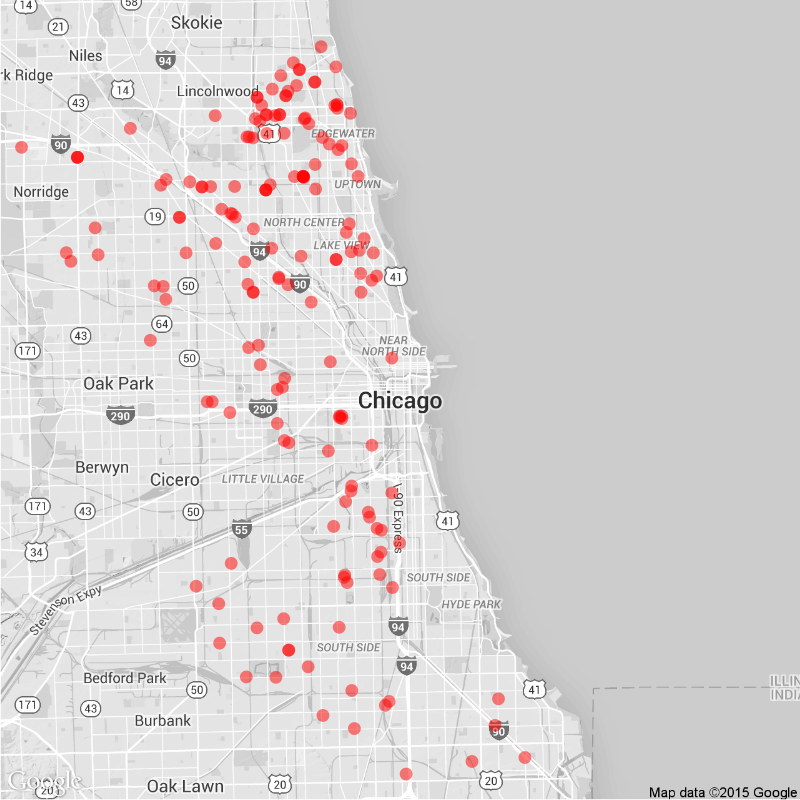 14
58
Skokie
21
Niles
94
rk Ridge
14
Lincolnwood
43
41
EDGEWATER
90
Norridge
UPTOWN
19
NORTH CENTER
LAKE VIEW
94
41
50
90
64
43
NEAR
NORTH SIDE
171
50
Oak Park
Chicago
290
290
Berwyn
Cicero
LITTLE VILLAGE
171
43
50
I-90 Express
41
55
34
SOUTH SIDE
Stevenson Expy
HYDE PARK
94
SOUTH SIDE
94
Bedford Park
50
41
ILLIN
INDIA
171
43
Burbank
90
Google
20
Oak Lawn
20
20
Map data ©2015 Google